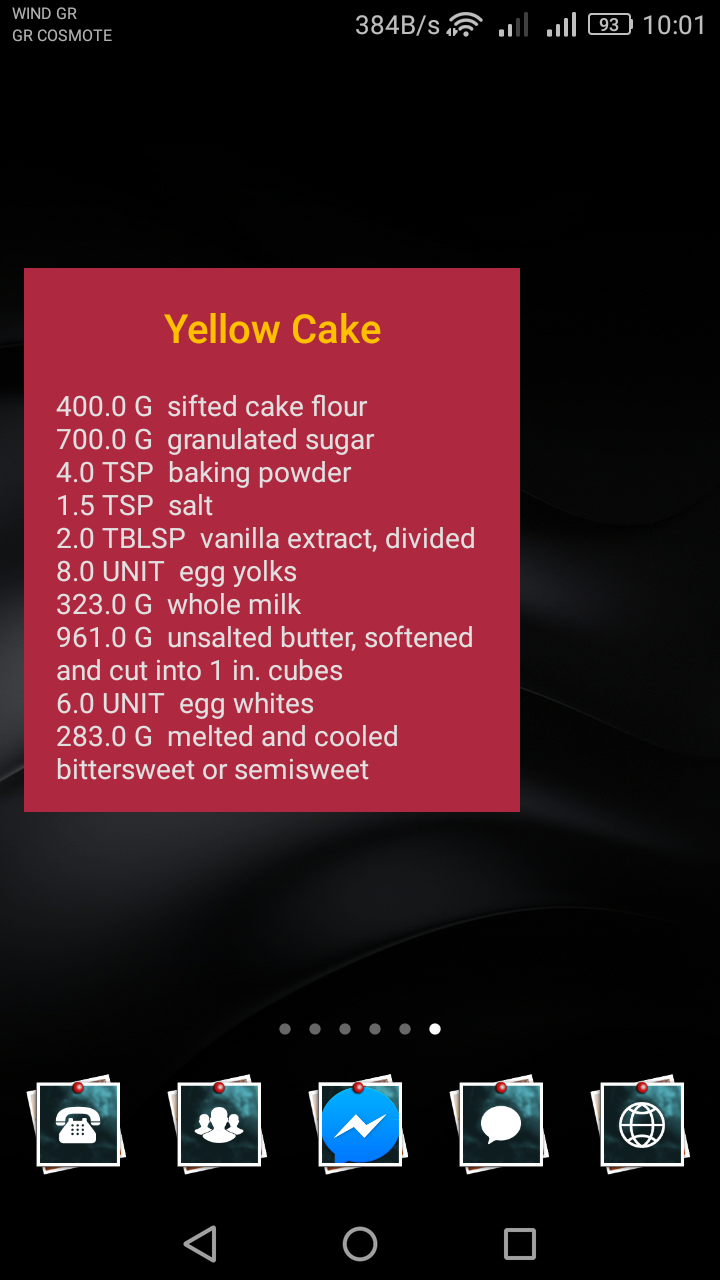 WIND GR
GR COSMOTE
384B/s 93 10:01
Yellow Cake
400.0 G  sifted cake flour
700.0 G  granulated sugar
4.0 TSP  baking powder
1.5 TSP  salt
2.0 TBLSP  vanilla extract, divided
8.0 UNIT  egg yolks
323.0 G  whole milk
961.0 G  unsalted butter, softened
and cut into 1 in. cubes
6.0 UNIT  egg whites
283.0 G  melted and cooled
bittersweet or semisweet